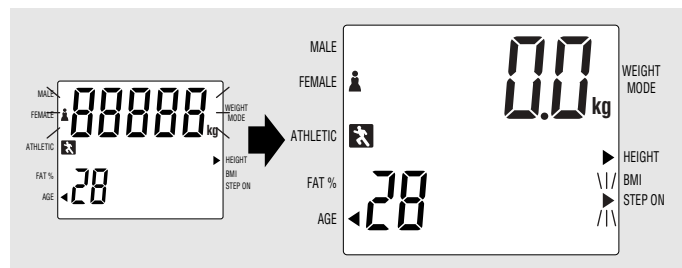 MALE
FEMALE
ATHLETIC
FAT %
AGE
88888 kg
28
WEIGHT
MODE
HEIGHT
BMI
STEP ON
MALE
FEMALE
ATHLETIC
FAT %
AGE
0.0 kg
28
WEIGHT
MODE
HEIGHT
BMI
STEP ON